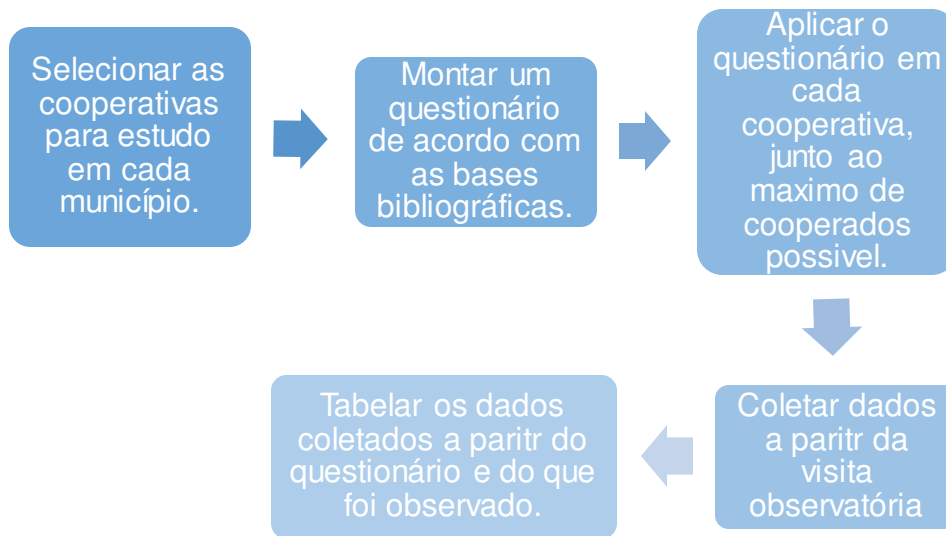 Selecionar as
cooperativas
para estudo
em cada
município.
Montar um
questionário
de acordo com
as bases
bibliográficas.
Aplicar o
questionário em
cada
cooperativa,
junto ao
maximo de
cooperados
possivel.
Coletar dados
a paritr da
visita
observatória
Tabelar os dados
coletados a paritr do
questionário e do que
foi observado.